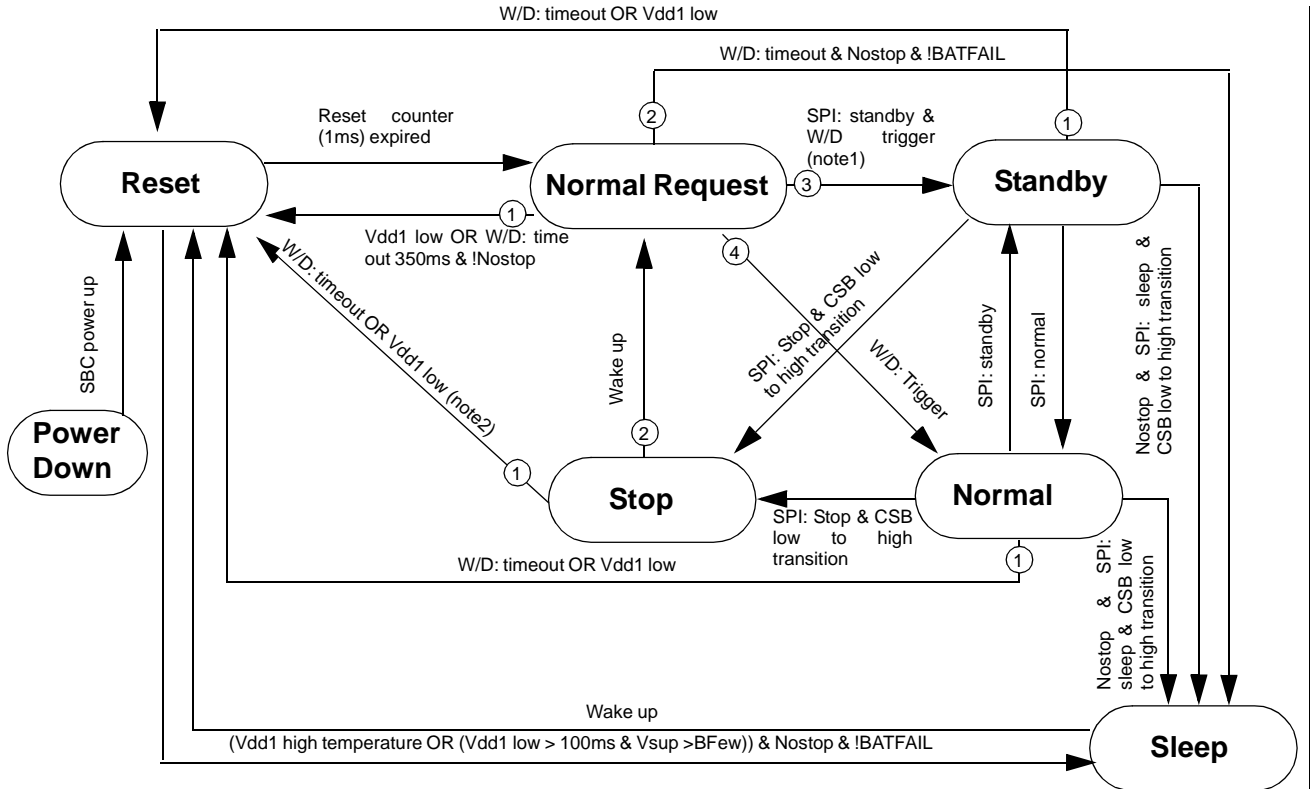 W/D: timeout OR Vdd1 low
W/D: timeout & Nostop & !BATFAIL
2
1
Reset counter
(1ms) expired
SPI: standby &
W/D trigger
(note1)
Reset
Normal Request
3
Standby
1
4
Vdd1 low OR W/D: time
out 350ms & !Nostop
W/D: timeout OR Vdd1 low (note2)
SBC power up
Wake up
SPI: Stop & CSB low
to high transition
W/D: Trigger
SPI: standby
SPI: normal
Nostop & SPI: sleep &
CSB low to high transition
Power
Down
2
1
Stop
Normal
SPI: Stop & CSB
low to high
transition
1
W/D: timeout OR Vdd1 low
Nostop & SPI:
sleep & CSB low
to high transition
Wake up
(Vdd1 high temperature OR (Vdd1 low > 100ms & Vsup >BFew)) & Nostop & !BATFAIL
Sleep